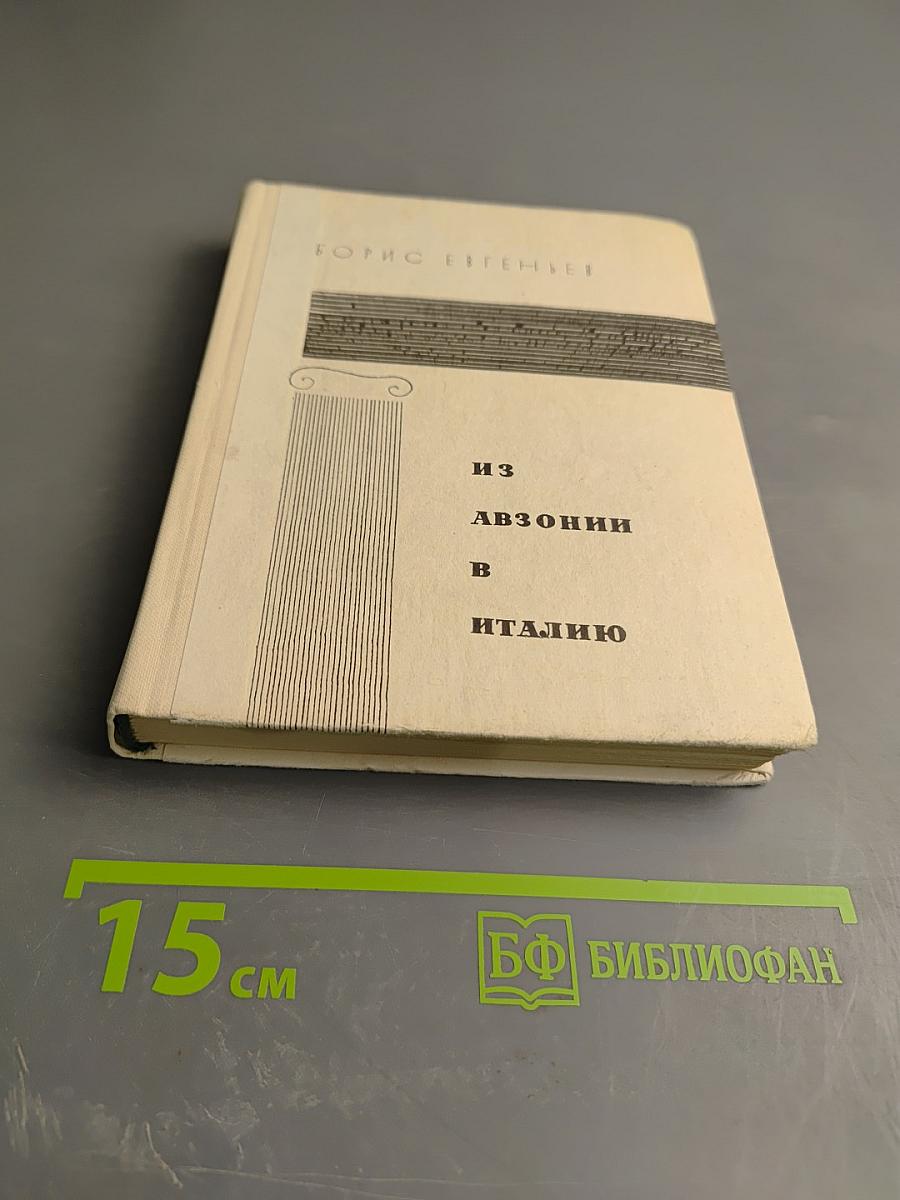 БОРИС ЕВГЕНЬЕВ
ИЗ
АВЗОНИИ
В
ИТАЛИЮ
15 см
БФ БИБЛИОФАН